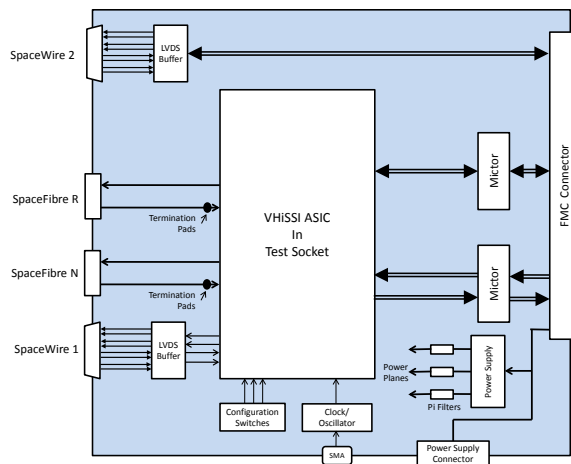 SpaceWire 2
LVDS
Buffer
SpaceFibre R
Termination
Pads
VHiSSI ASIC
In
Test Socket
Mictor
FMC Connector
SpaceFibre N
Termination
Pads
Mictor
SpaceWire 1
LVDS
Buffer
Power
Planes
Power Supply
Pi Filters
Configuration
Switches
Clock/
Oscillator
SMA
Power Supply
Connector